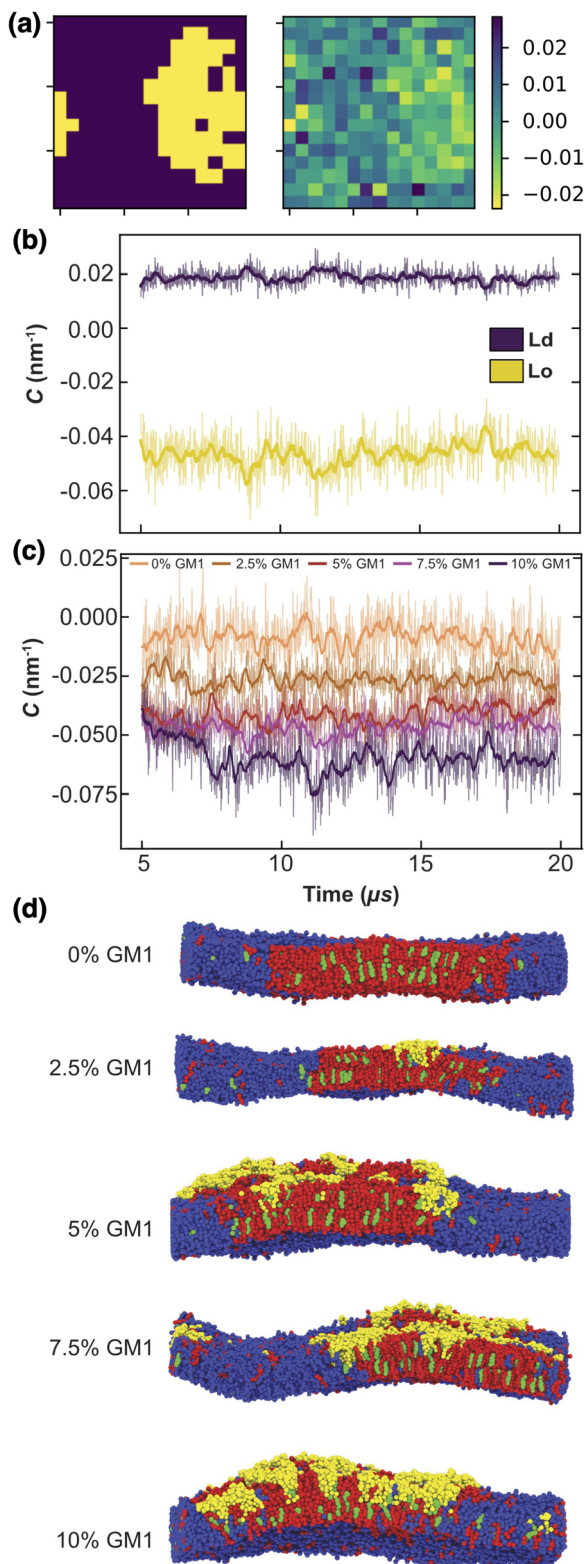 (a)
0.02
0.01
0.00
−0.01
−0.02
(b)
0.02
0.00
-0.02
-0.04
-0.06
C (nm⁻¹)
Ld
Lo
(c)
0% GM1 2.5% GM1 5% GM1 7.5% GM1 10% GM1
0.025
0.000
-0.025
-0.050
-0.075
C (nm⁻¹)
5 10 15 20
Time (μs)
(d)
0% GM1
2.5% GM1
5% GM1
7.5% GM1
10% GM1